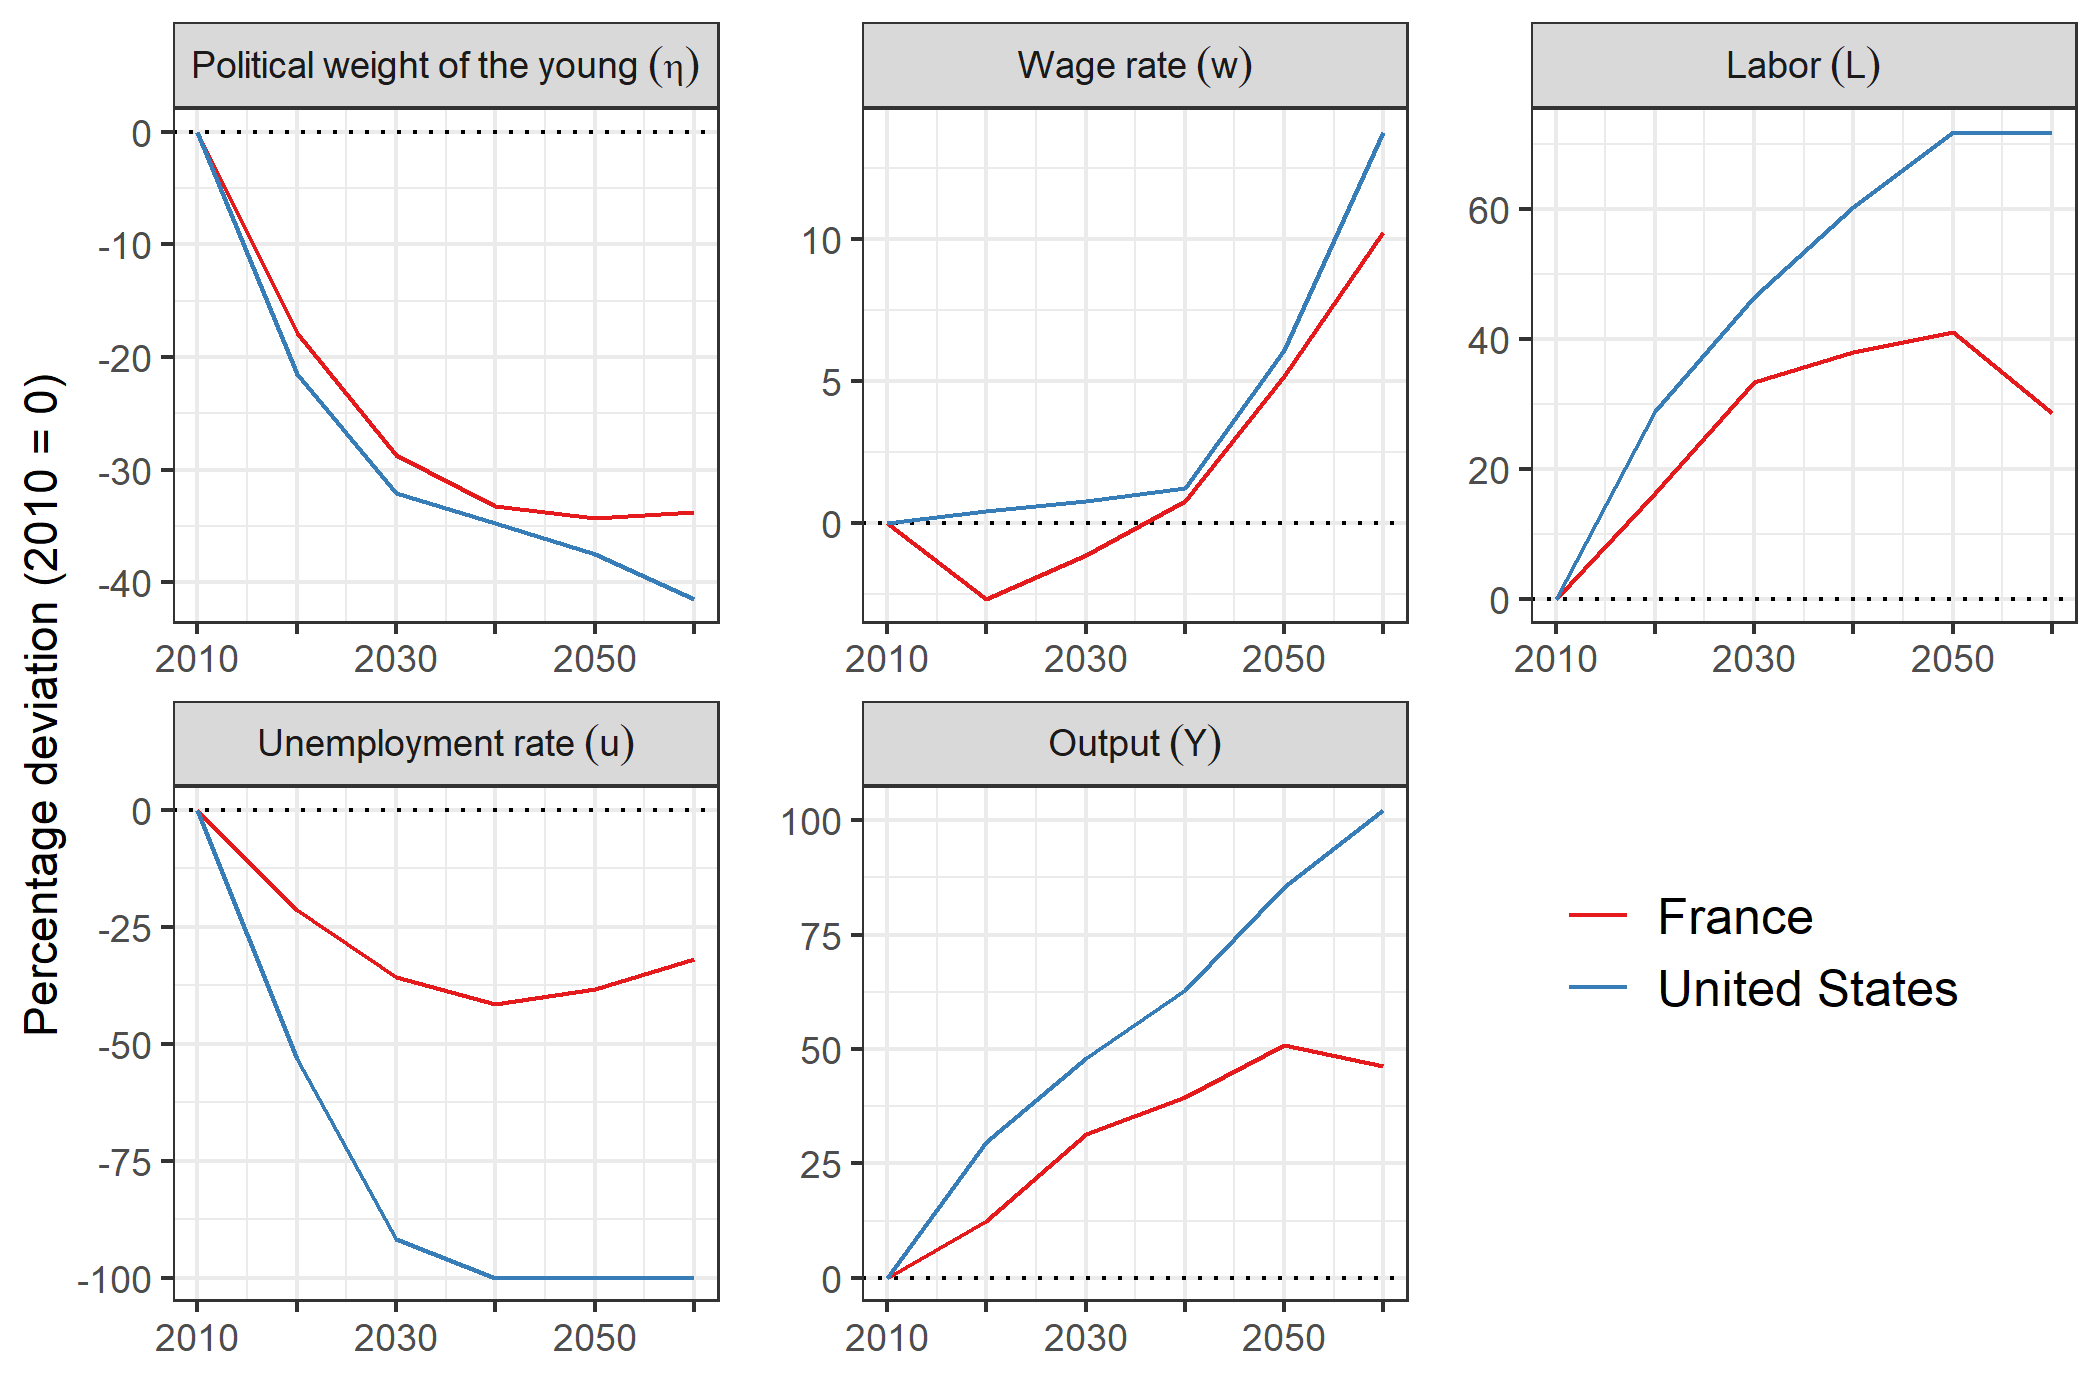 Percentage deviation (2010 = 0)
Political weight of the young (η)
0
-10
-20
-30
-40
2010 2030 2050
Wage rate (w)
10
5
0
2010 2030 2050
Labor (L)
60
40
20
0
2010 2030 2050
Unemployment rate (u)
0
-25
-50
-75
-100
2010 2030 2050
Output (Y)
100
75
50
25
0
2010 2030 2050
France
United States